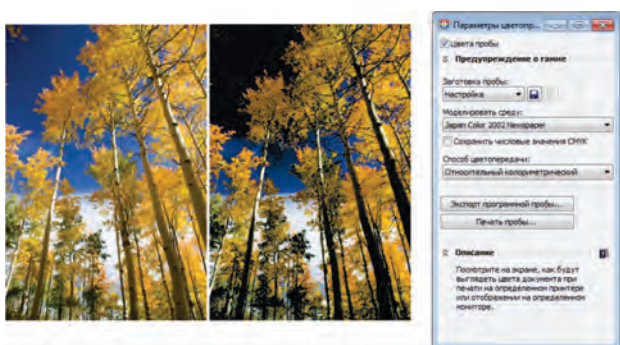 Параметры цветопр...
Цвета пробы
Предупреждение о гамме
Заготовка пробы:
Настройка
Моделировать среду:
Japan Color 2002 Newspaper
Сохранить числовые значения CMYK
Способ цветопередачи:
Относительный колориметрический
Экспорт программной пробы...
Печать пробы...
Описание
Посмотрите на экране, как будут
выглядеть цвета документа при
печати на определенном принтере
или отображении на определенном
мониторе.